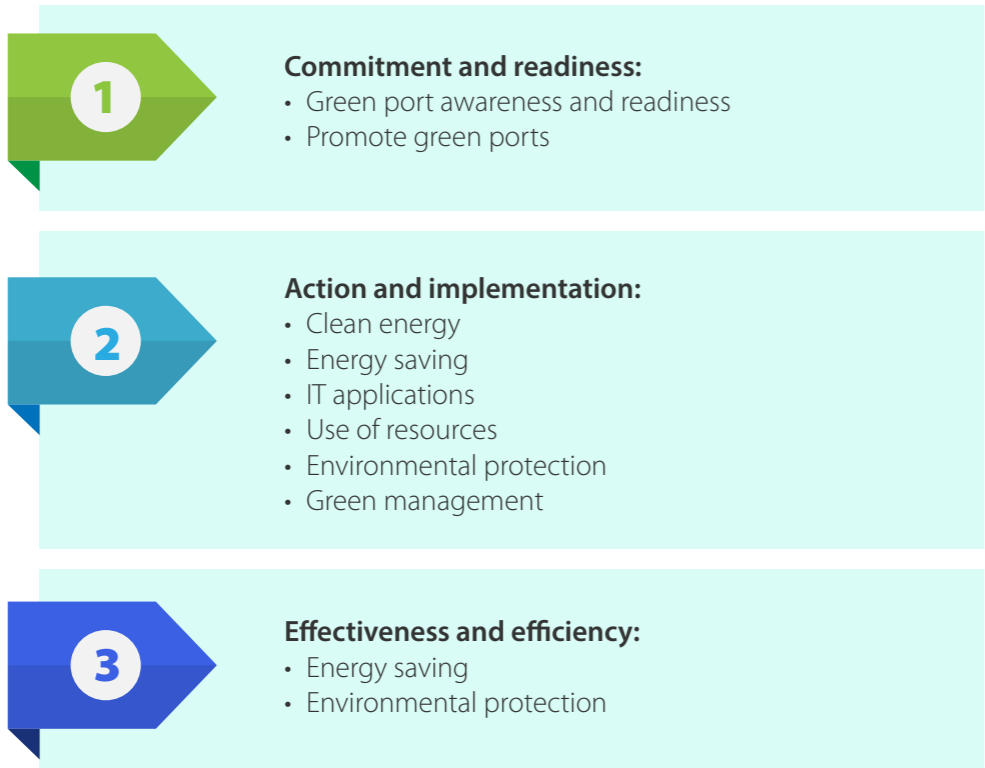 1
Commitment and readiness:
• Green port awareness and readiness
• Promote green ports
2
Action and implementation:
• Clean energy
• Energy saving
• IT applications
• Use of resources
• Environmental protection
• Green management
3
Effectiveness and efficiency:
• Energy saving
• Environmental protection